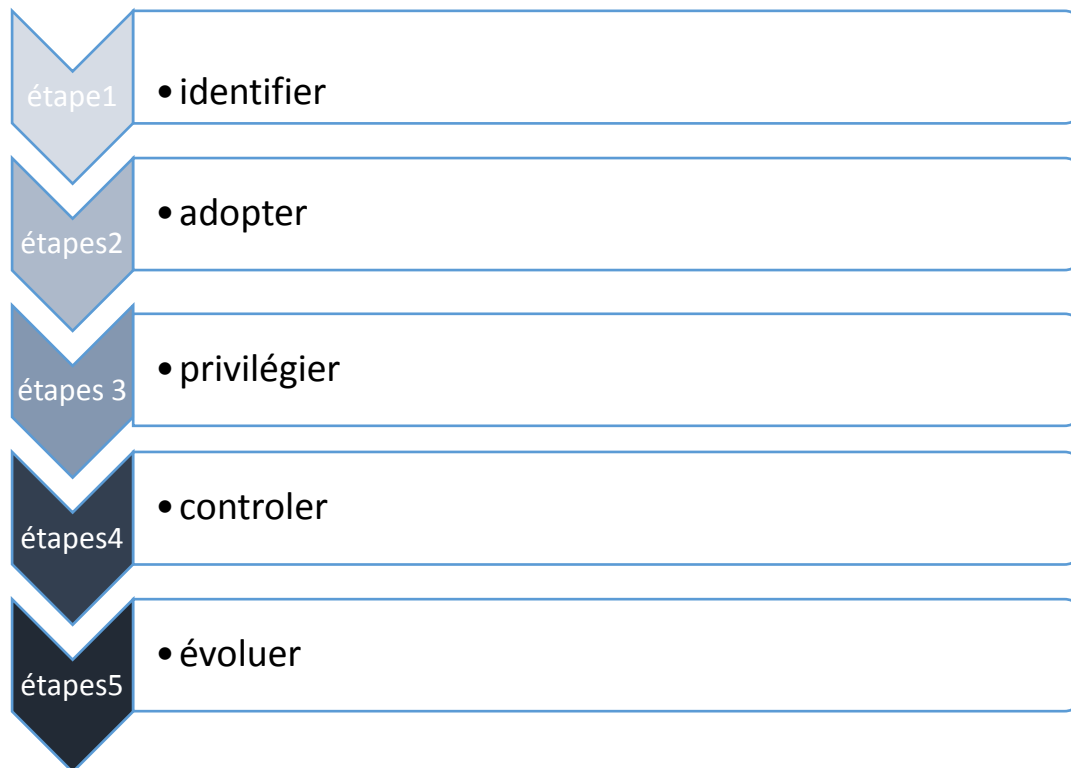 étape1
• identifier
étapes2
• adopter
étapes 3
• privilégier
étapes4
• controler
étapes5
• évoluer